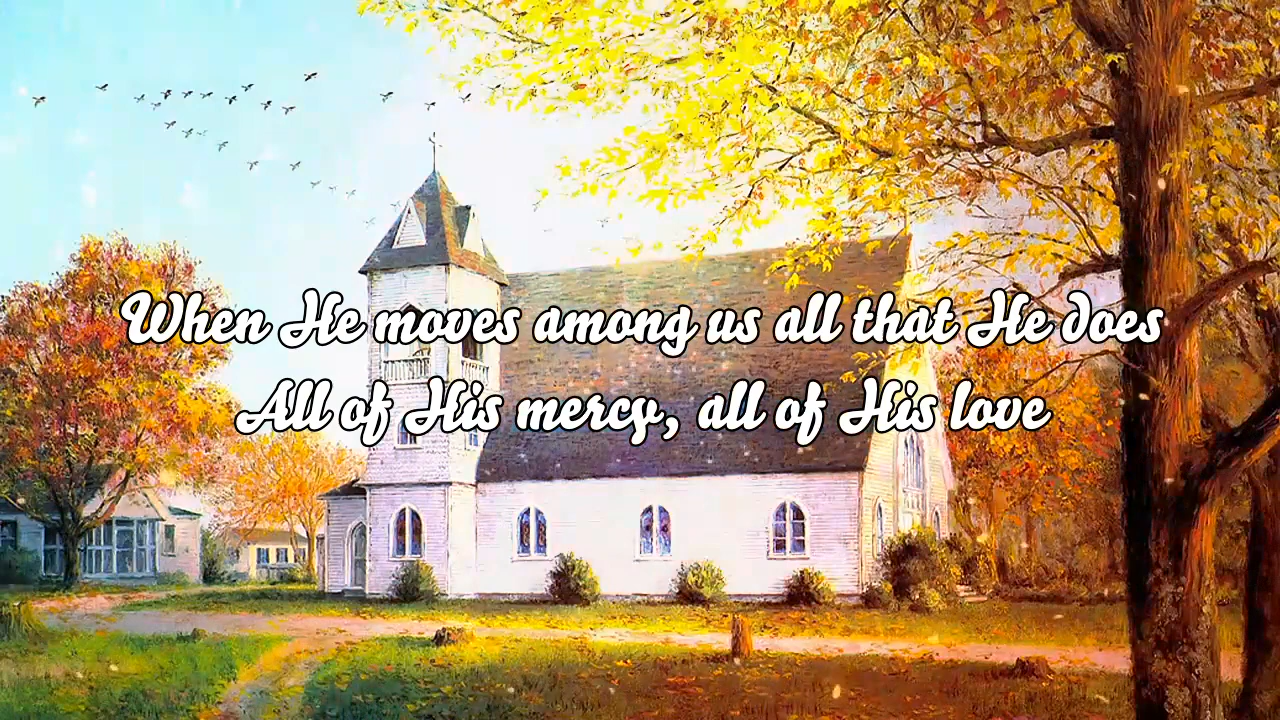 When He moves among us all that He does
All of His mercy, all of His love